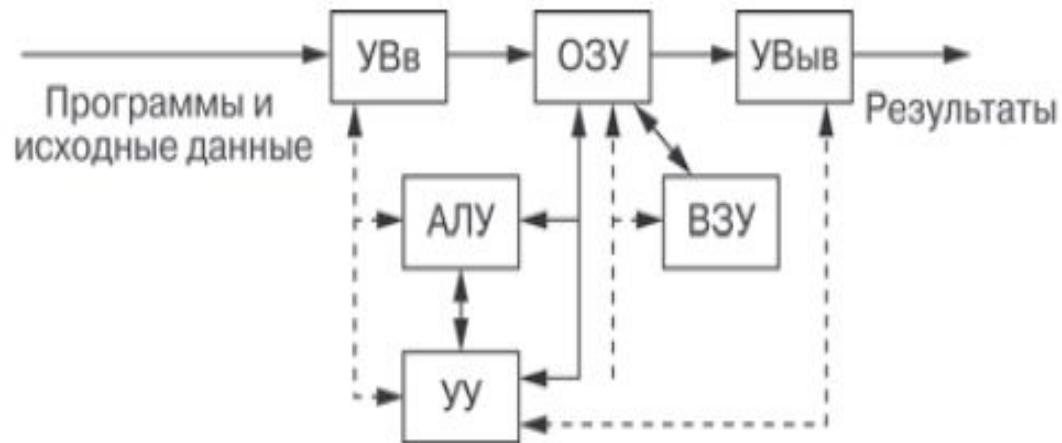 УВв
ОЗУ
УВыв
Программы и
исходные данные
Результаты
АЛУ
ВЗУ
УУ